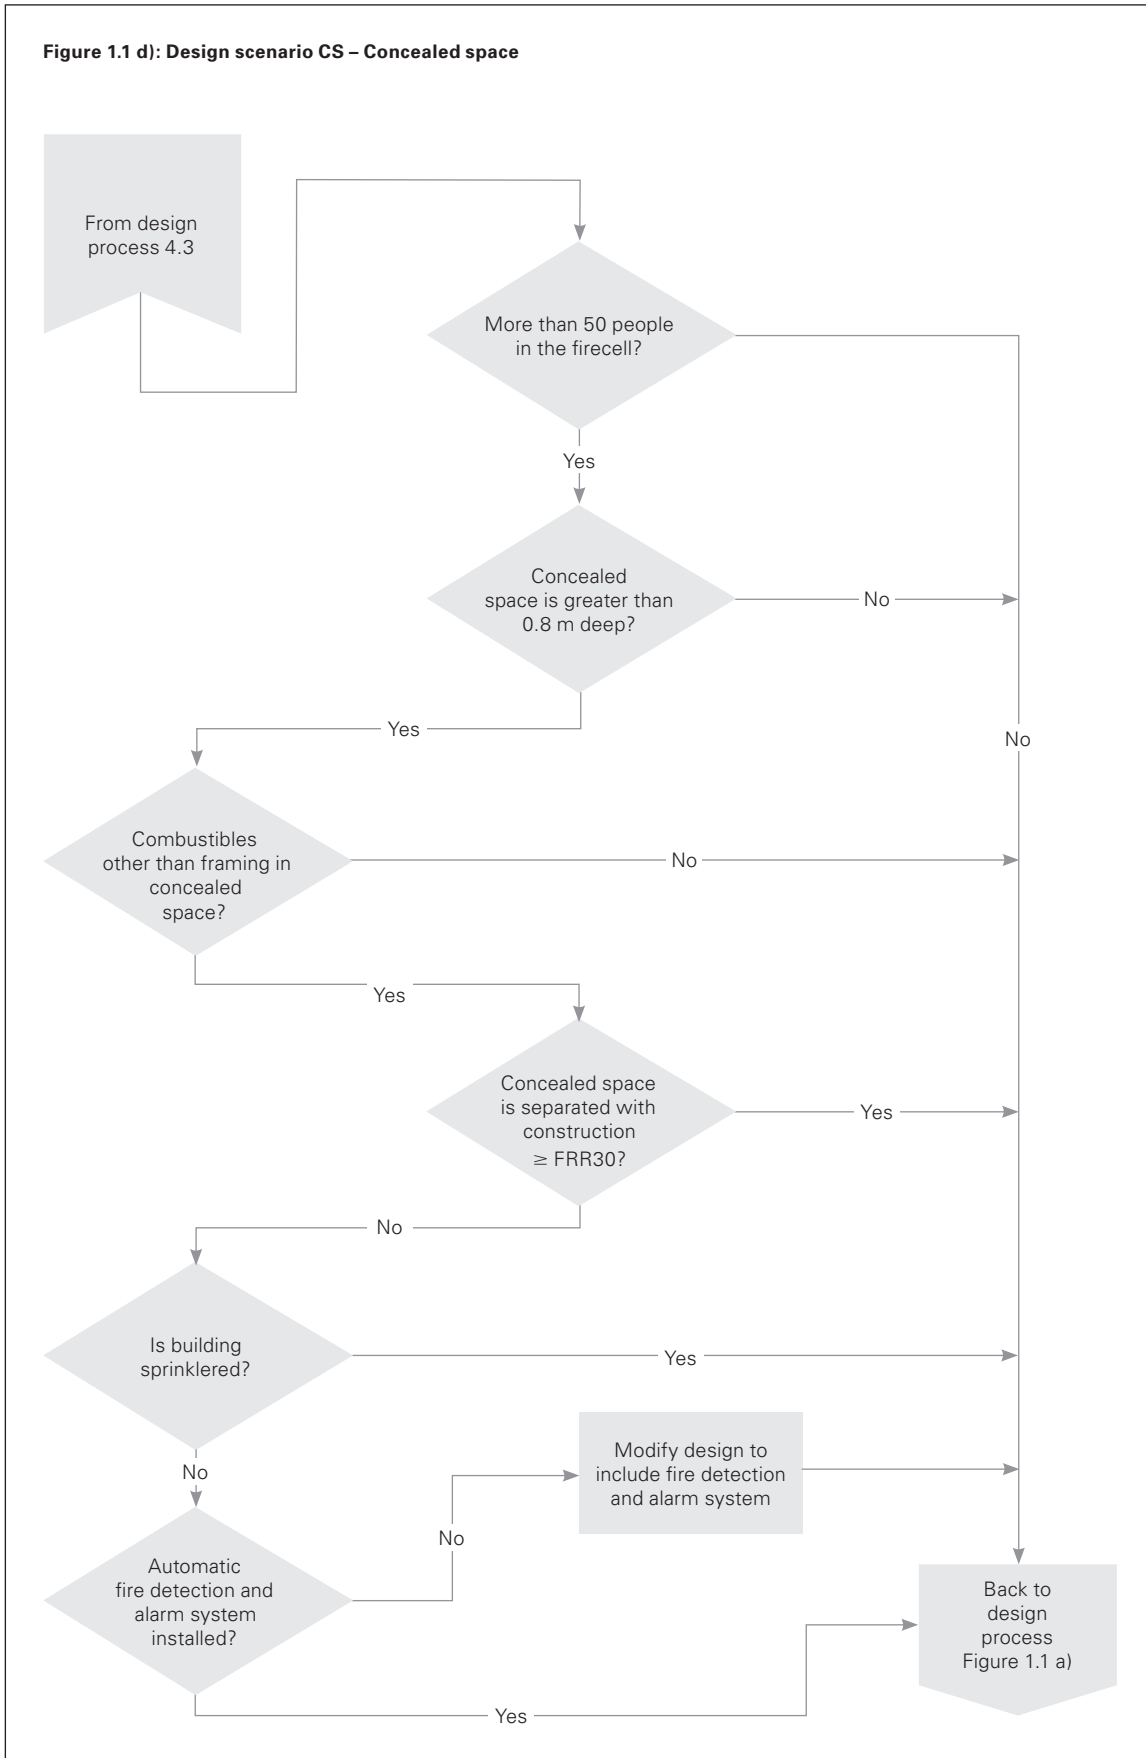 Figure 1.1 d): Design scenario CS – Concealed space
From design
process 4.3
More than 50 people
in the firecell?
Yes
Concealed
space is greater than
0.8 m deep?
No
Yes
No
Combustibles
other than framing in
concealed
space?
No
Yes
Concealed space
is separated with
construction
≥ FRR30?
Yes
No
Is building
sprinklered?
Yes
No
Modify design to
include fire detection
and alarm system
No
Automatic
fire detection and
alarm system
installed?
Back to
design
process
Figure 1.1 a)
Yes